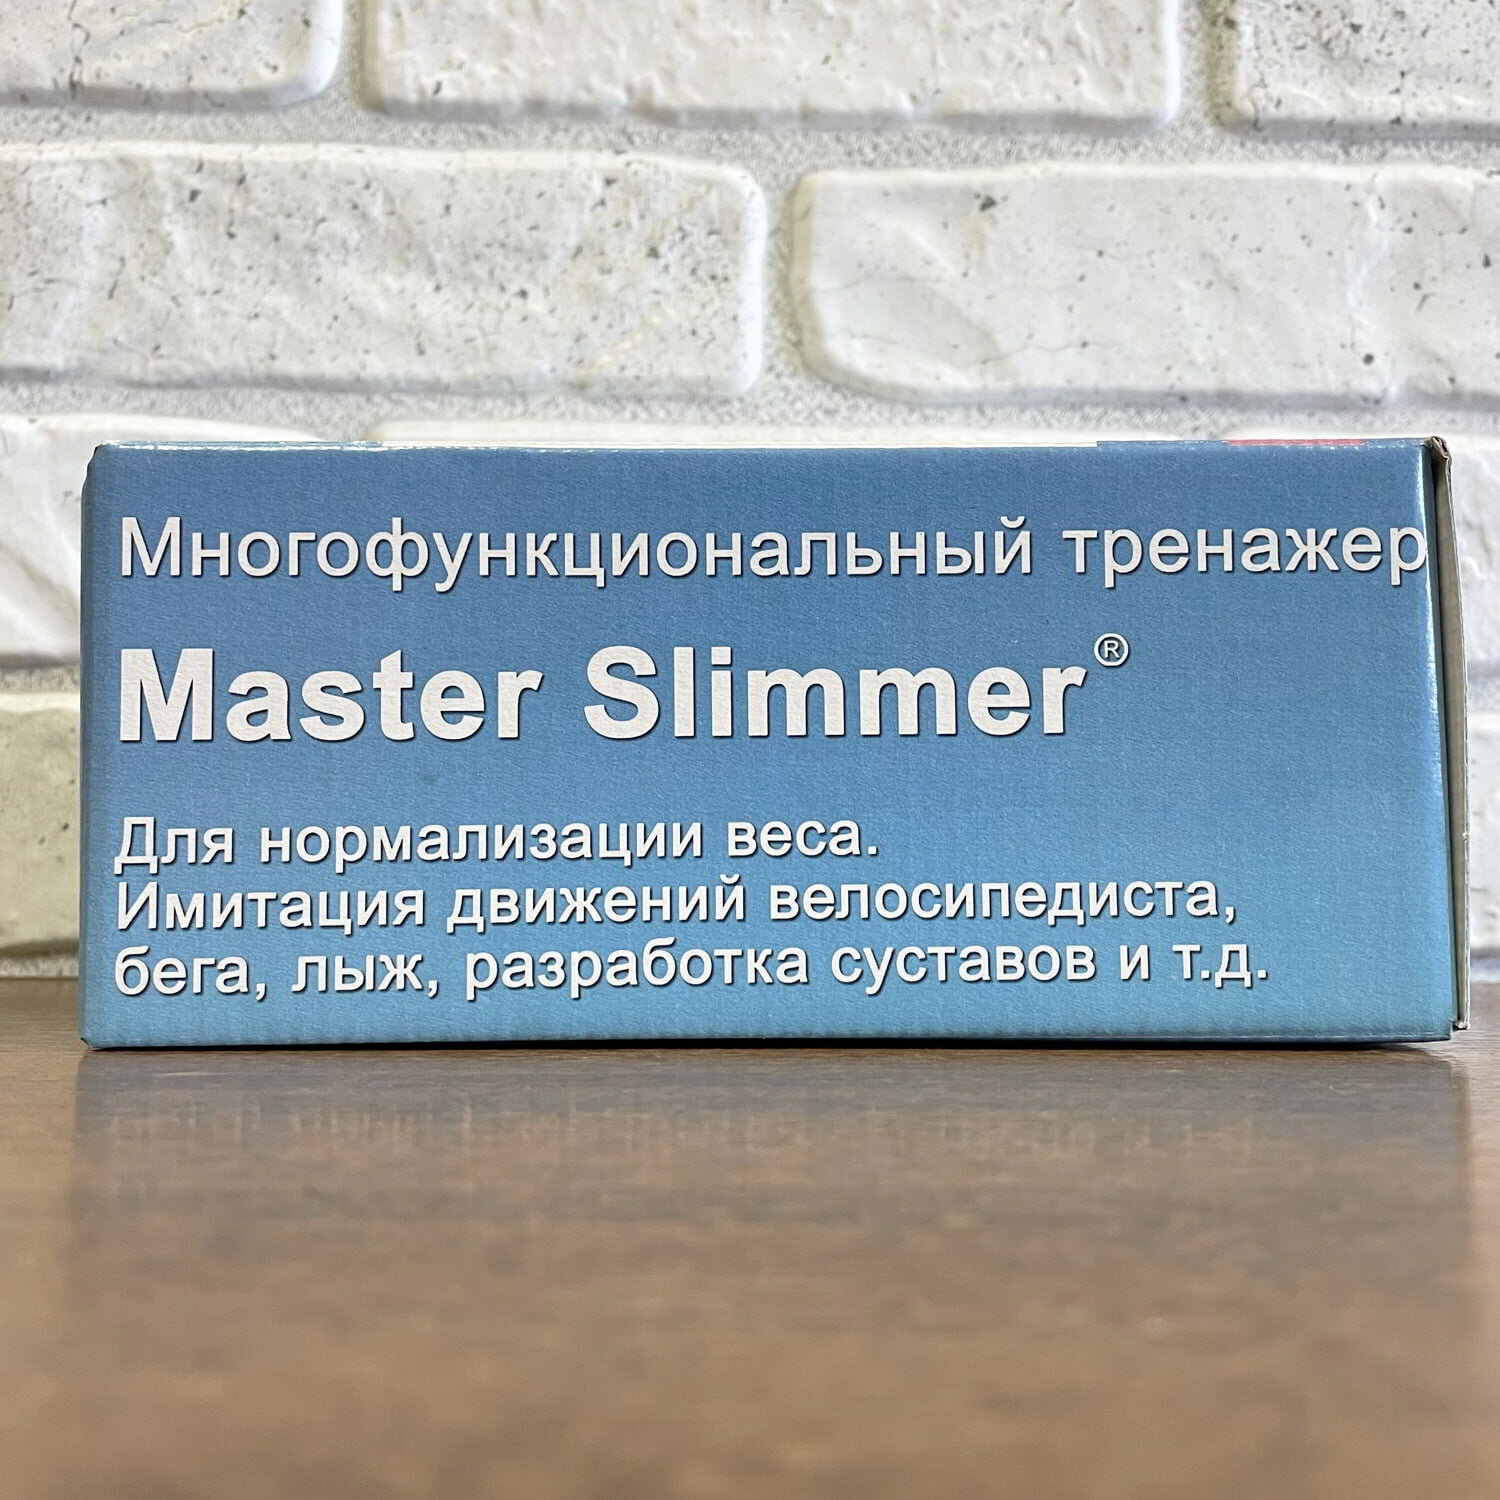 Многофункциональный тренажер
Master Slimmer®
Для нормализации веса.
Имитация движений велосипедиста,
бега, лыж, разработка суставов и т.д.